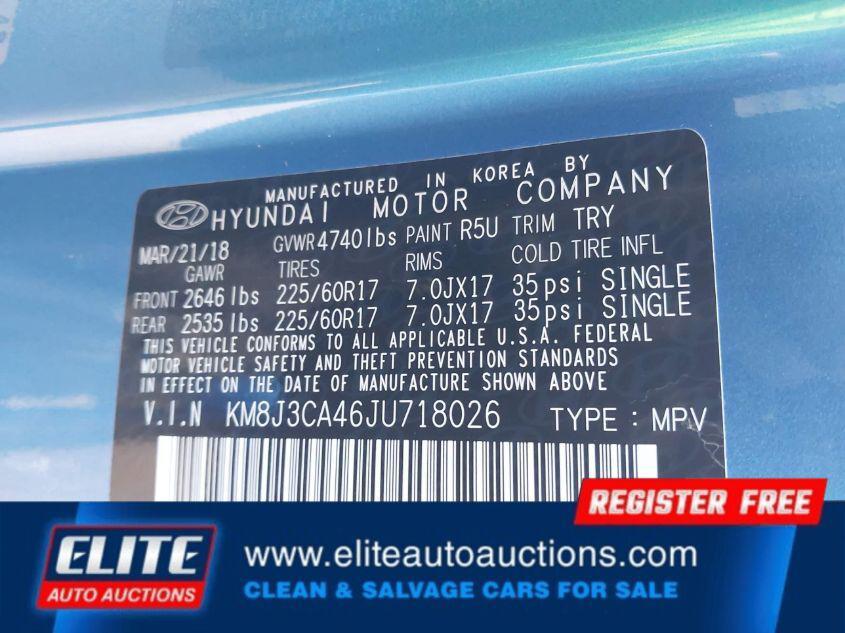 MANUFACTURED IN KOREA BY
HYUNDAI MOTOR COMPANY
MAR/21/18 GVWR 4740lbs PAINT R5U TRIM TRY
GAWR TIRES RIMS COLD TIRE INFL
FRONT 2646 lbs 225/60R17 7.0JX17 35psi SINGLE
REAR 2535 lbs 225/60R17 7.0JX17 35psi SINGLE
THIS VEHICLE CONFORMS TO ALL APPLICABLE U.S.A. FEDERAL
MOTOR VEHICLE SAFETY AND THEFT PREVENTION STANDARDS
IN EFFECT ON THE DATE OF MANUFACTURE SHOWN ABOVE
V.I.N KM8J3CA46JU718026 TYPE : MPV
REGISTER FREE
ELITE
AUTO AUCTIONS
www.eliteautoauctions.com
CLEAN & SALVAGE CARS FOR SALE